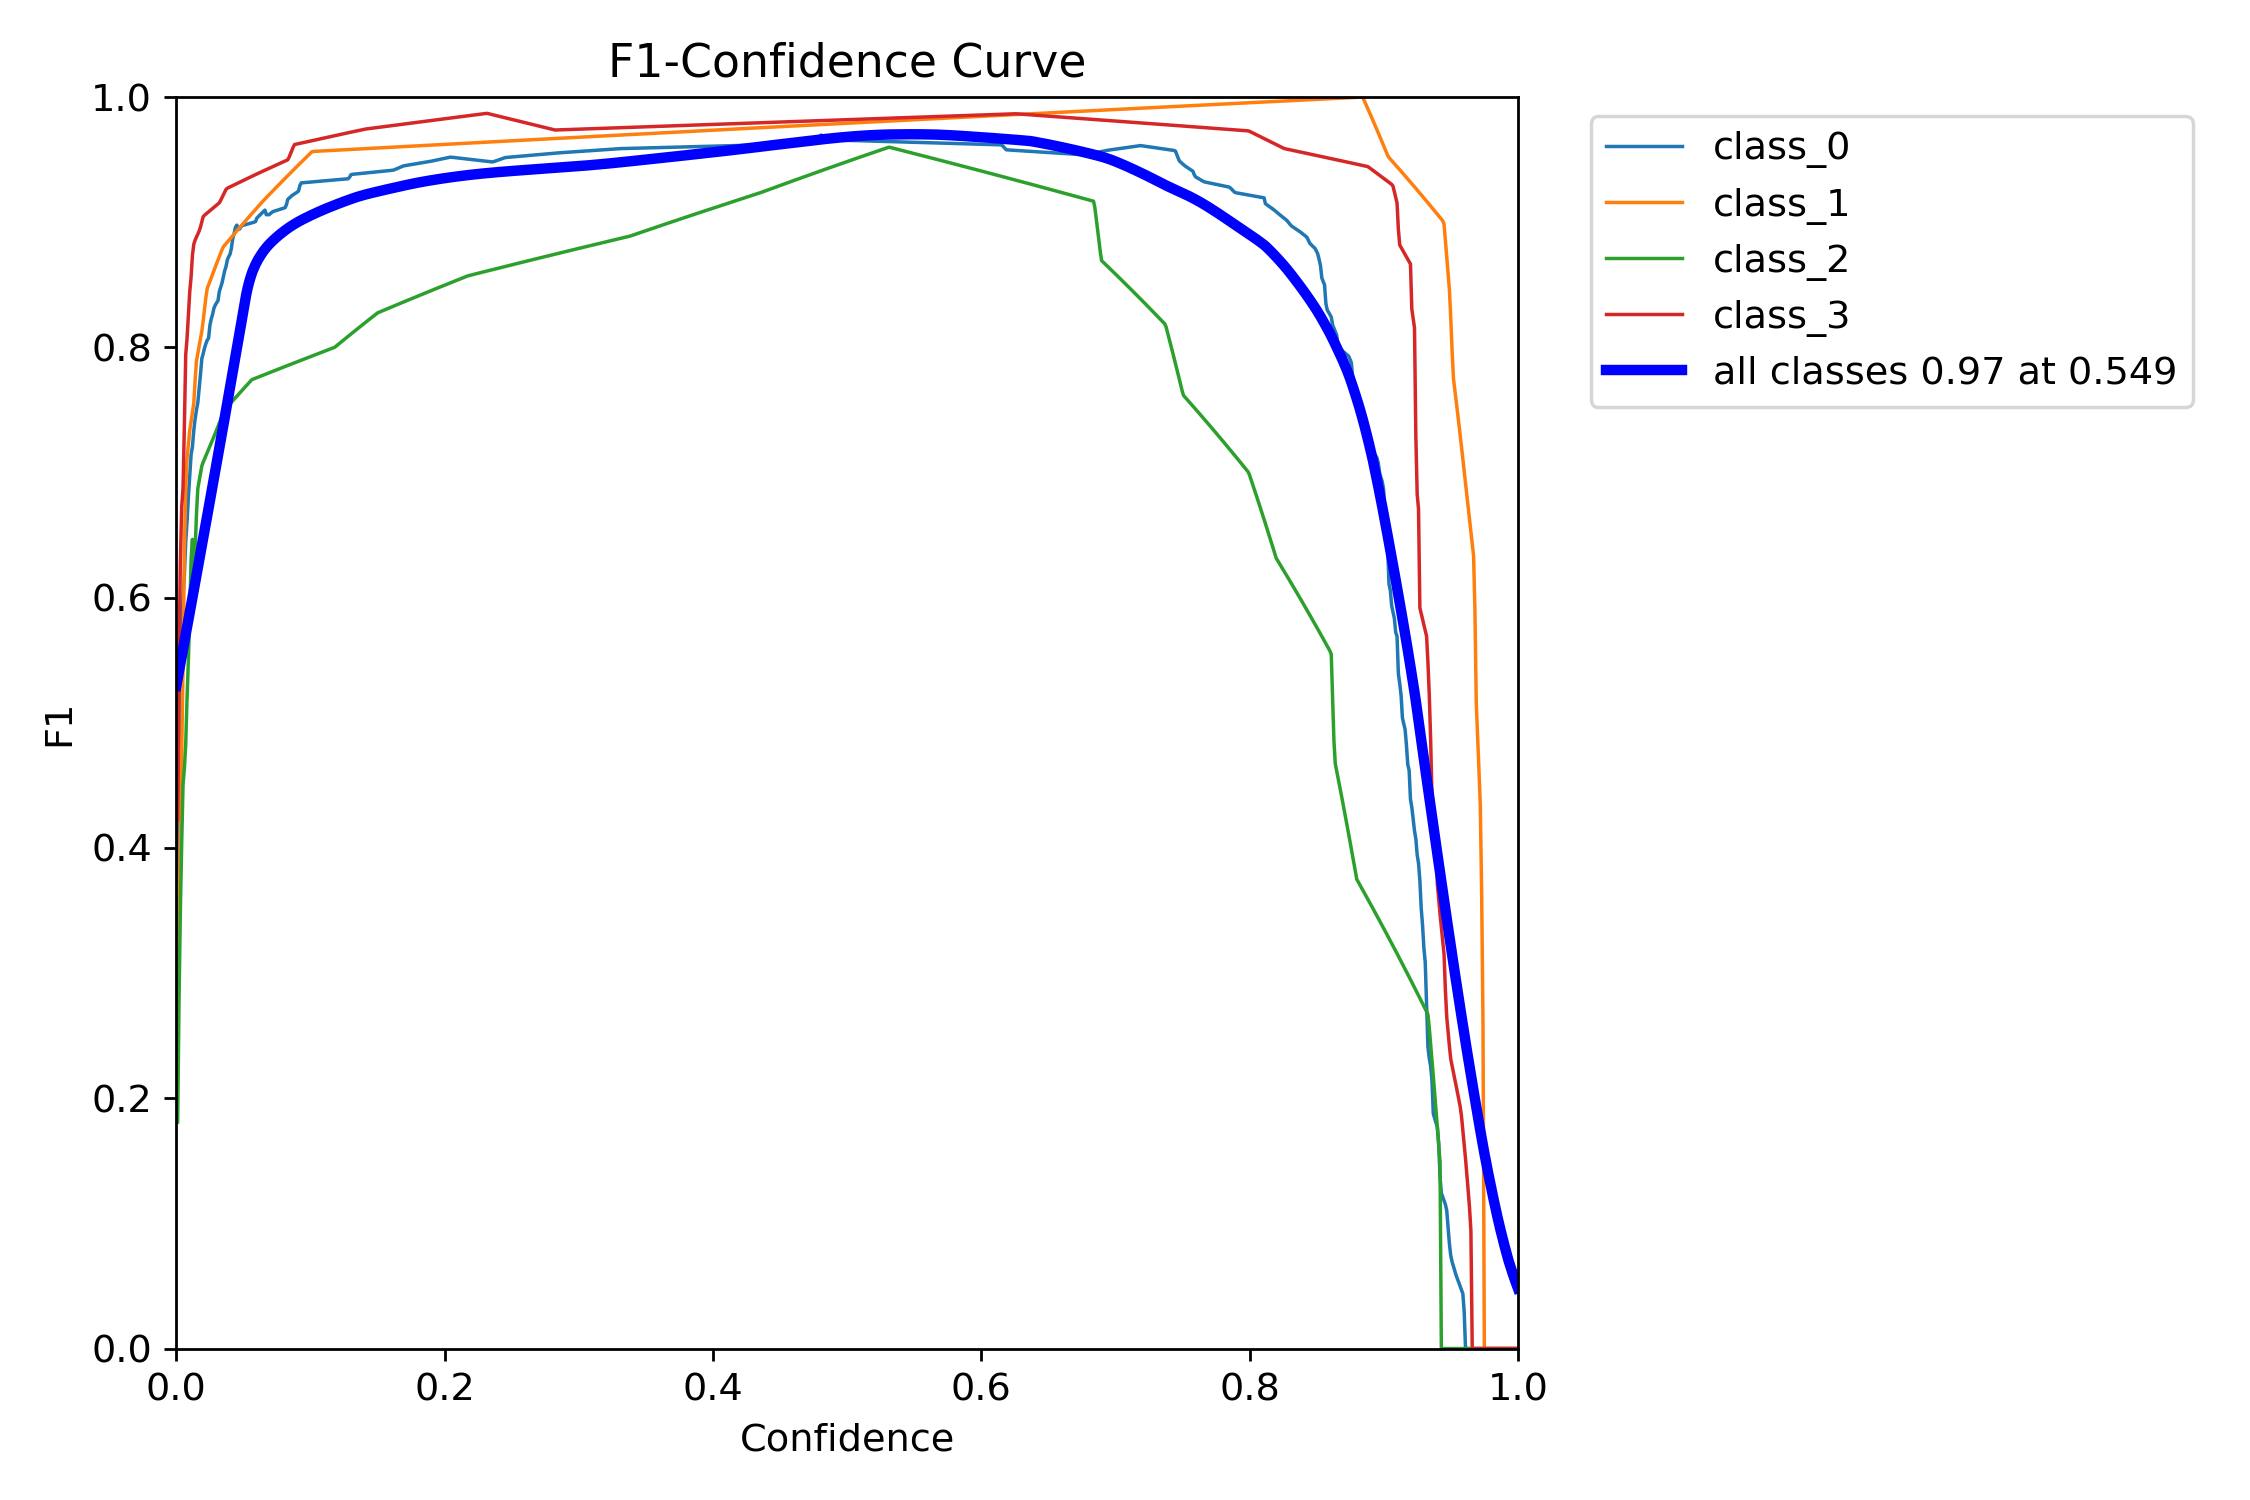 F1-Confidence Curve
1.0
0.8
0.6
0.4
0.2
0.0
F1
0.0 0.2 0.4 0.6 0.8 1.0
Confidence
class_0
class_1
class_2
class_3
all classes 0.97 at 0.549